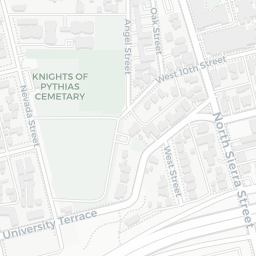 Oak Street
Angel Street
West 10th Street
KNIGHTS OF
PYTHIAS
CEMETARY
Nevada Street
North Sierra Street
West Street
University Terrace